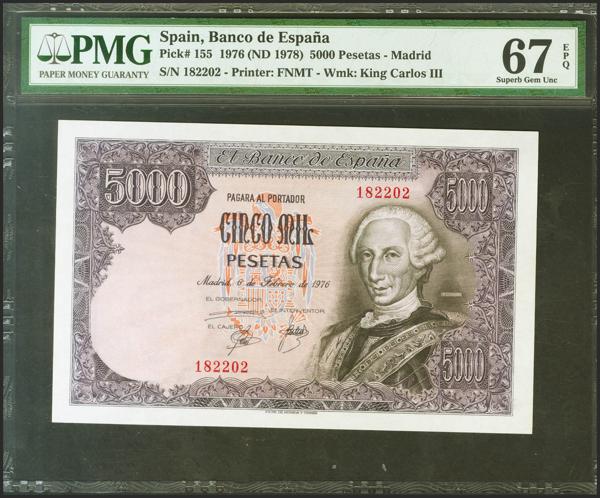 PMG
PAPER MONEY GUARANTY
Spain, Banco de España
Pick# 155 1976 (ND 1978) 5000 Pesetas - Madrid
S/N 182202 - Printer: FNMT - Wmk: King Carlos III
67 EPQ
Superb Gem Unc
El Banco de España
5000
PAGARA AL PORTADOR
182202
5000
CINCO MIL
PESETAS
Madrid 6 de Febrero de 1976
EL GOBERNADOR
EL INTERVENTOR
EL CAJERO
182202
5000